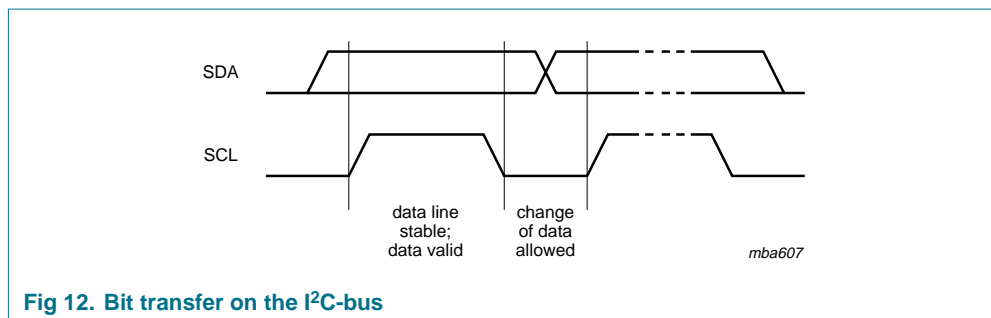 SDA
SCL
data line
stable;
data valid
change
of data
allowed
mba607
Fig 12. Bit transfer on the I²C-bus